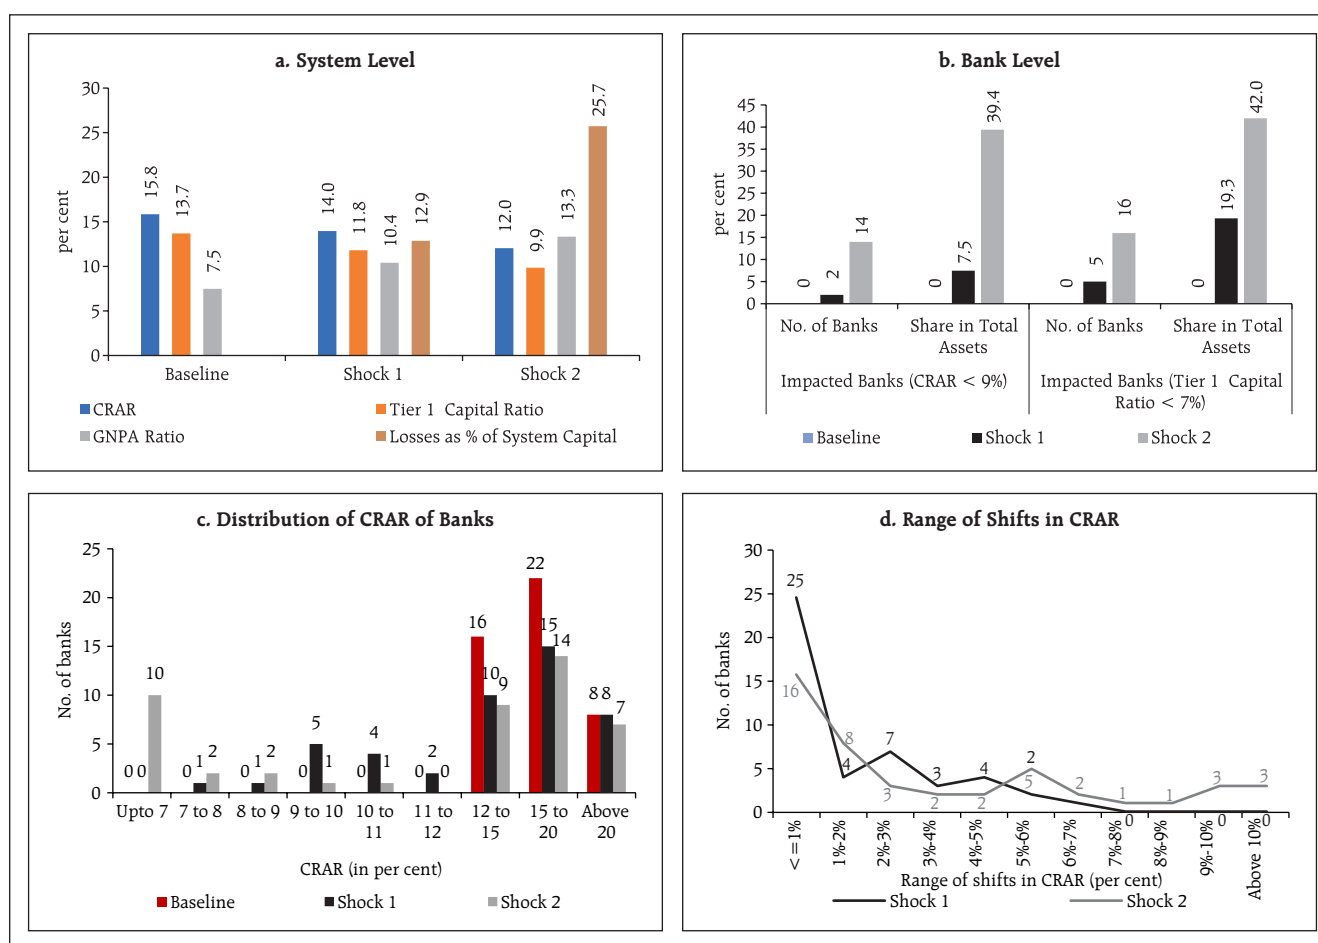 a. System Level
30
25
20
15
10
5
0
per cent
15.8
13.7
7.5
14.0
11.8
10.4
12.9
12.0
9.9
13.3
25.7
Baseline
Shock 1
Shock 2
CRAR
Tier 1 Capital Ratio
GNPA Ratio
Losses as % of System Capital
b. Bank Level
45
40
35
30
25
20
15
10
5
0
per cent
0
2
14
0
7.5
39.4
0
5
16
0
19.3
42.0
No. of Banks
Share in Total
Assets
No. of Banks
Share in Total
Assets
Impacted Banks (CRAR < 9%)
Impacted Banks (Tier 1 Capital
Ratio < 7%)
Baseline
Shock 1
Shock 2
c. Distribution of CRAR of Banks
25
20
15
10
5
0
No. of banks
0 0 10
0 1 2
0 1 2
0 5 1
0 4 1
0 2 0
16 10 9
22 15 14
8 8 7
Upto 7
7 to 8
8 to 9
9 to 10
10 to
11
11 to
12
12 to
15
15 to
20
Above
20
CRAR (in per cent)
Baseline
Shock 1
Shock 2
d. Range of Shifts in CRAR
30
25
20
15
10
5
0
No. of banks
25
4
7
3
4
2
0
0
0
16
8
3
2
2
5
2
1
1
3
3
<=1%
1%-2%
2%-3%
3%-4%
4%-5%
5%-6%
6%-7%
7%-8%
8%-9%
9%-10%
Above 10%
Range of shifts in CRAR (per cent)
Shock 1
Shock 2